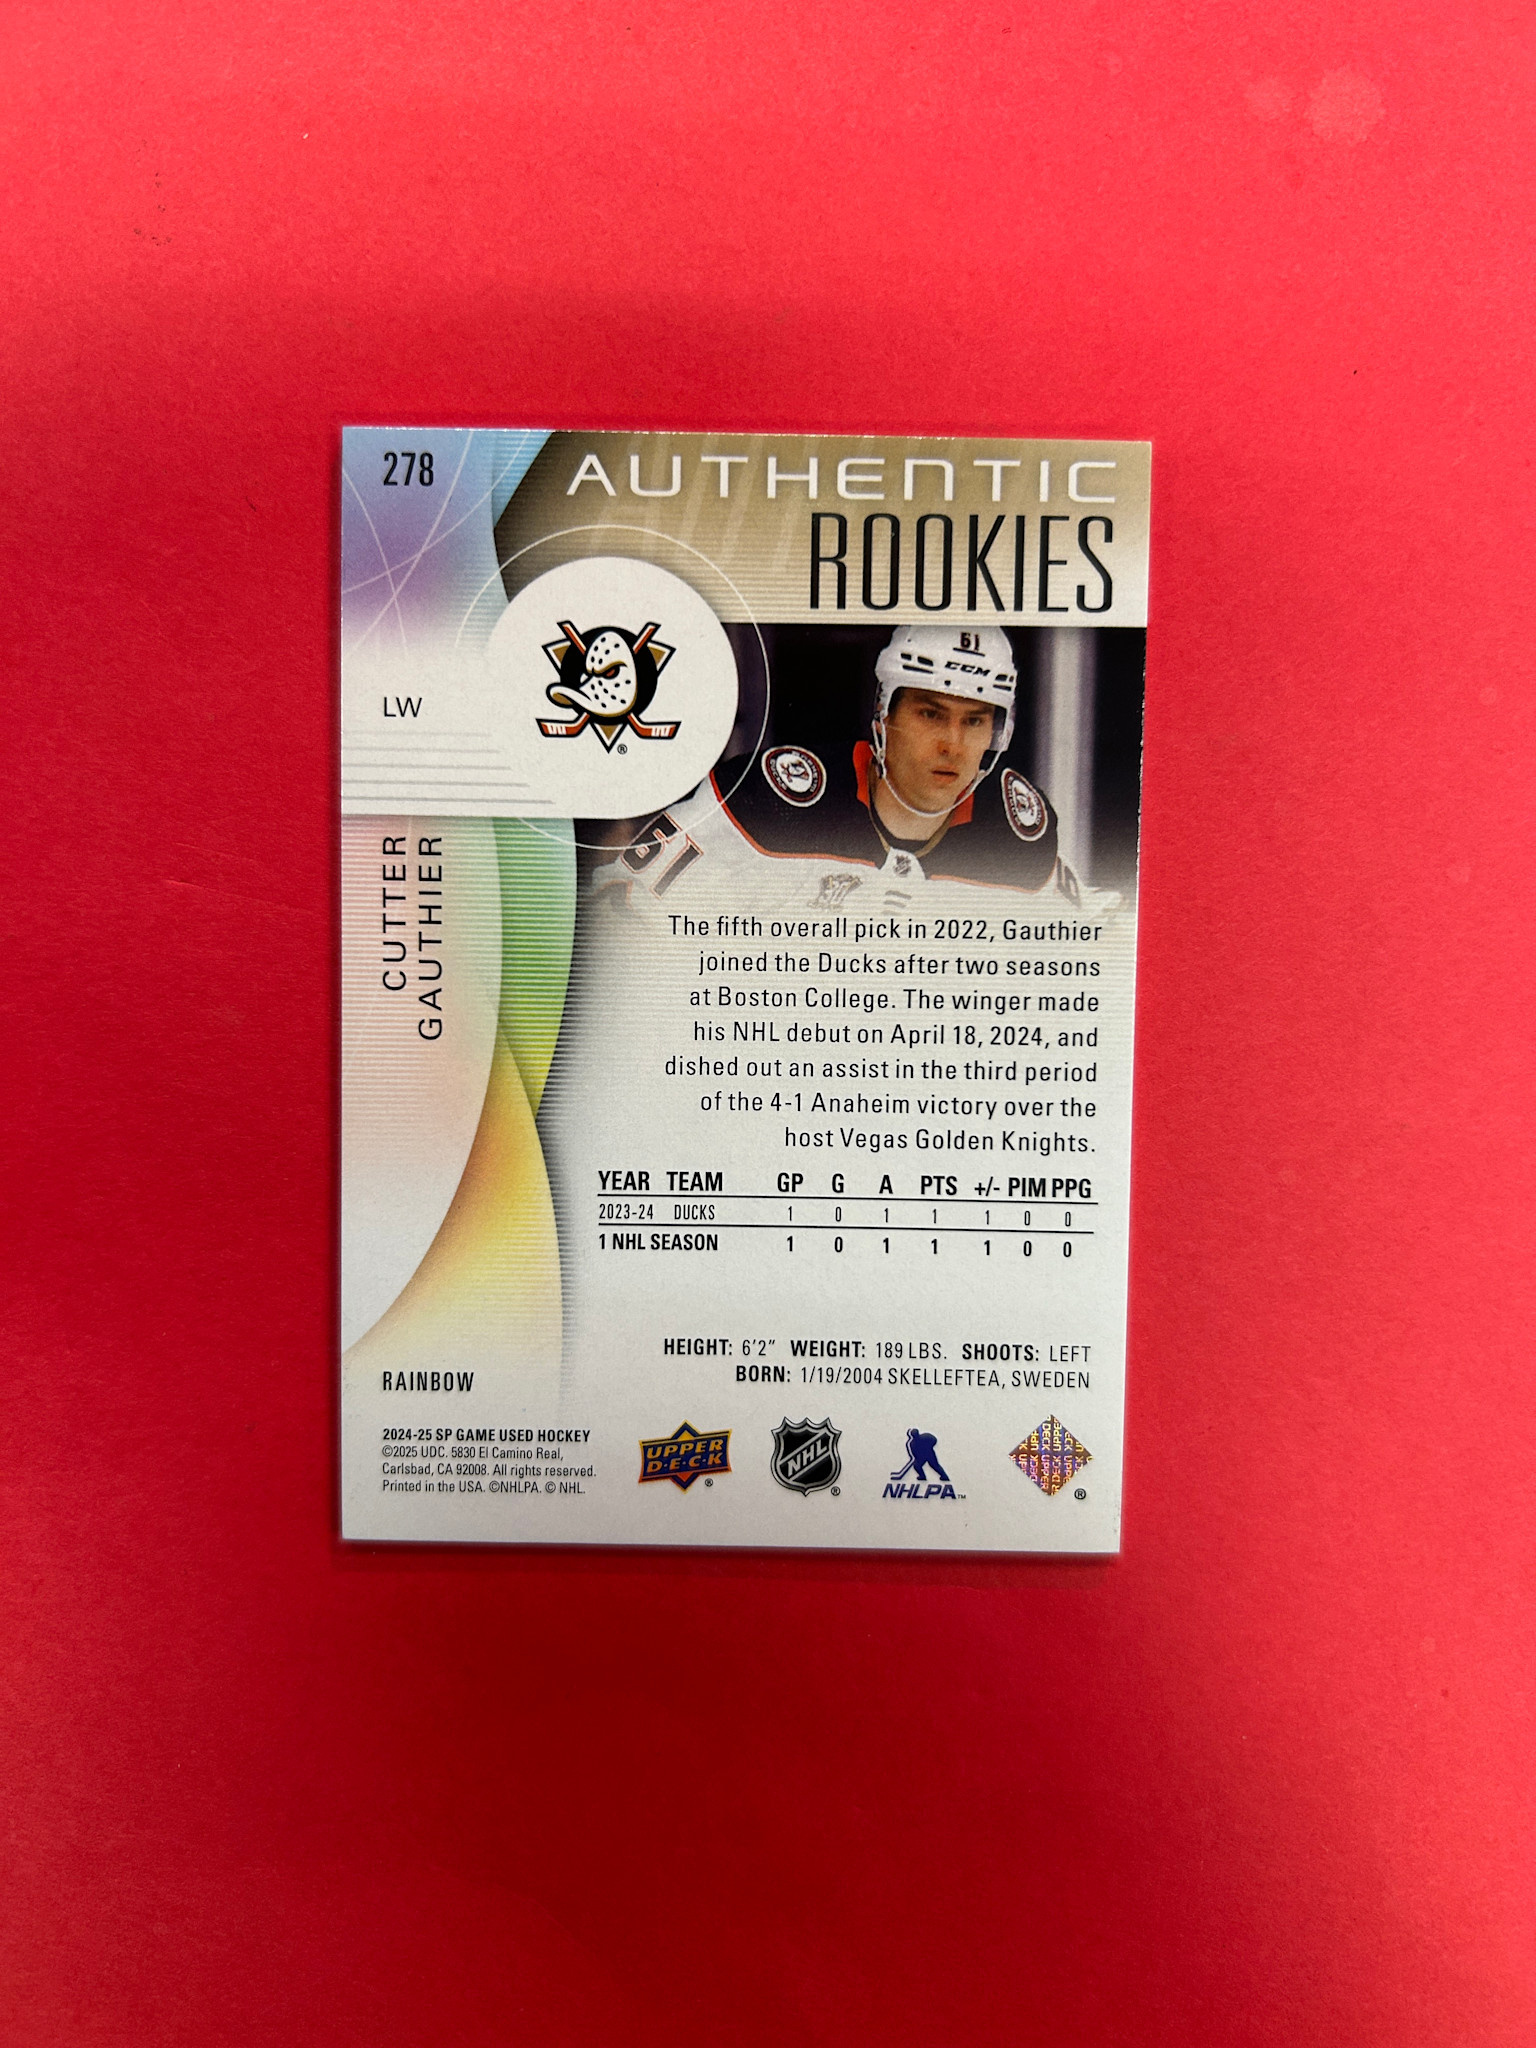 278
AUTHENTIC
ROOKIES
LW
CUTTER
GAUTHIER
61
CCM
61
The fifth overall pick in 2022, Gauthier
joined the Ducks after two seasons
at Boston College. The winger made
his NHL debut on April 18, 2024, and
dished out an assist in the third period
of the 4-1 Anaheim victory over the
host Vegas Golden Knights.
YEAR TEAM GP G A PTS +/- PIM PPG
2023-24 DUCKS 1 0 1 1 1 0 0
1 NHL SEASON 1 0 1 1 1 0 0
HEIGHT: 6'2" WEIGHT: 189 LBS. SHOOTS: LEFT
BORN: 1/19/2004 SKELLEFTEA, SWEDEN
RAINBOW
2024-25 SP GAME USED HOCKEY
©2025 UDC. 5830 El Camino Real,
Carlsbad, CA 92008. All rights reserved.
Printed in the USA. ©NHLPA. © NHL.
UPPER
D·E·C·K ®
NHL ®
NHLPA™
®